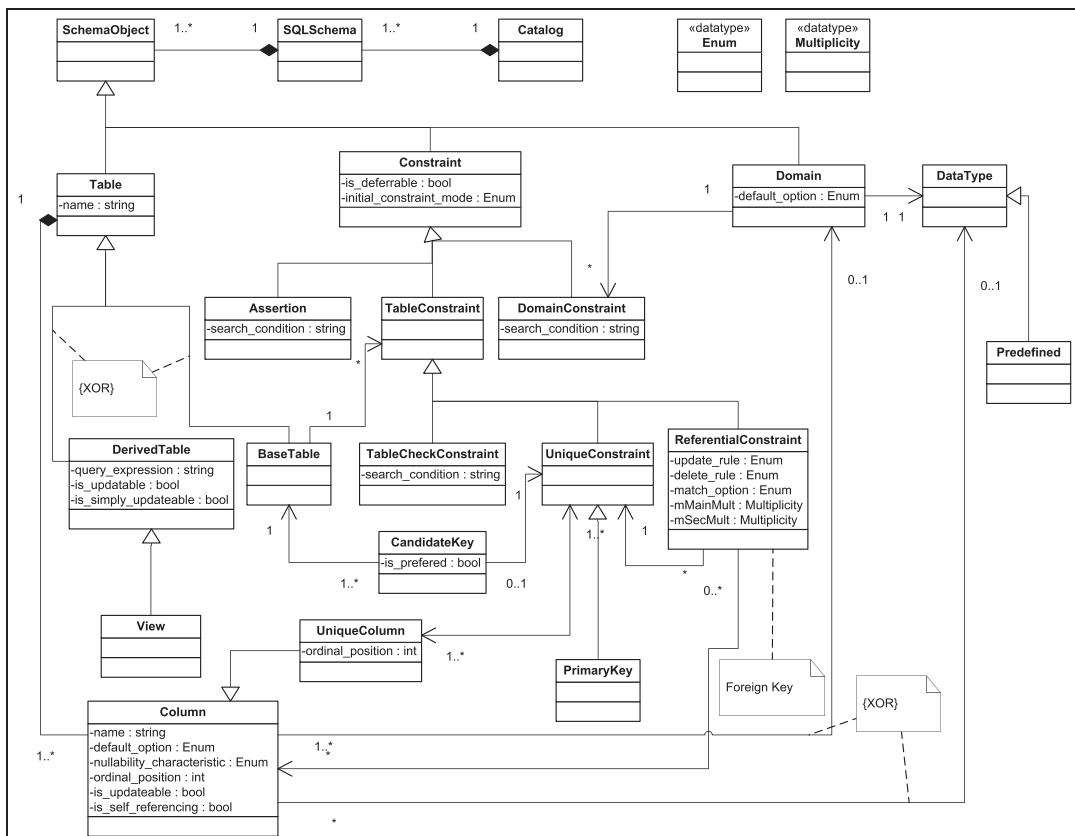 SchemaObject
1..*
1
SQLSchema
1..*
1
Catalog
«datatype»
Enum
«datatype»
Multiplicity
Table
-name : string
1
Constraint
-is_deferrable : bool
-initial_constraint_mode : Enum
Domain
-default_option : Enum
1
DataType
1
1
0..1
0..1
*
Assertion
-search_condition : string
TableConstraint
DomainConstraint
-search_condition : string
Predefined
{XOR}
*
1
DerivedTable
-query_expression : string
-is_updatable : bool
-is_simply_updateable : bool
BaseTable
TableCheckConstraint
-search_condition : string
UniqueConstraint
ReferentialConstraint
-update_rule : Enum
-delete_rule : Enum
-match_option : Enum
-mMainMult : Multiplicity
-mSecMult : Multiplicity
1
1
1..*
1
CandidateKey
-is_prefered : bool
1..*
0..1
*
0..*
View
UniqueColumn
-ordinal_position : int
1..*
PrimaryKey
Foreign Key
{XOR}
Column
-name : string
-default_option : Enum
-nullability_characteristic : Enum
-ordinal_position : int
-is_updateable : bool
-is_self_referencing : bool
1..*
1..*
*
*